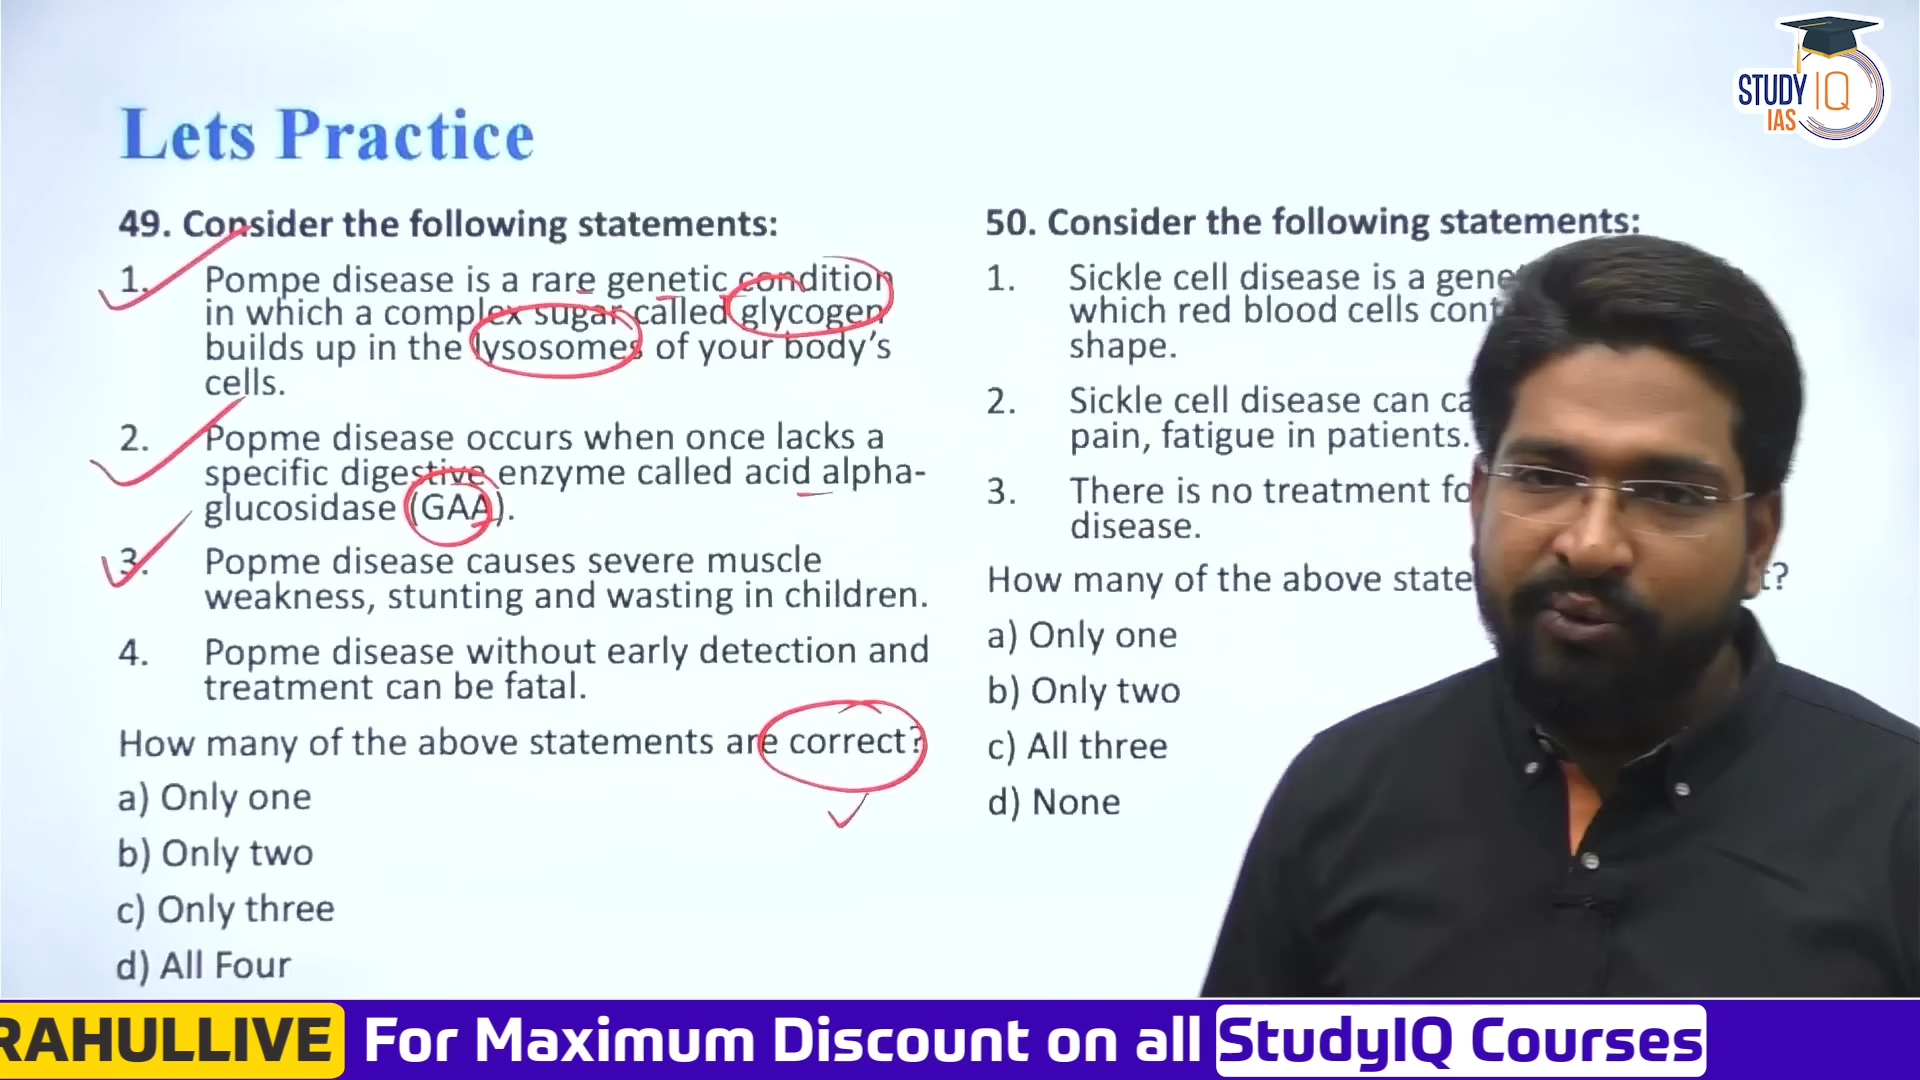 STUDY IQ
IAS
Lets Practice
49. Consider the following statements:
1. Pompe disease is a rare genetic condition
in which a complex sugar called glycogen
builds up in the lysosomes of your body's
cells.
2. Popme disease occurs when once lacks a
specific digestive enzyme called acid alpha-
glucosidase (GAA).
3. Popme disease causes severe muscle
weakness, stunting and wasting in children.
4. Popme disease without early detection and
treatment can be fatal.
How many of the above statements are correct?
a) Only one
b) Only two
c) Only three
d) All Four
50. Consider the following statements:
1. Sickle cell disease is a
which red blood cells
shape.
2. Sickle cell disease can
pain, fatigue in patients.
3. There is no treatment
disease.
How many of the above
a) Only one
b) Only two
c) All three
d) None
RAHULLIVE For Maximum Discount on all StudyIQ Courses